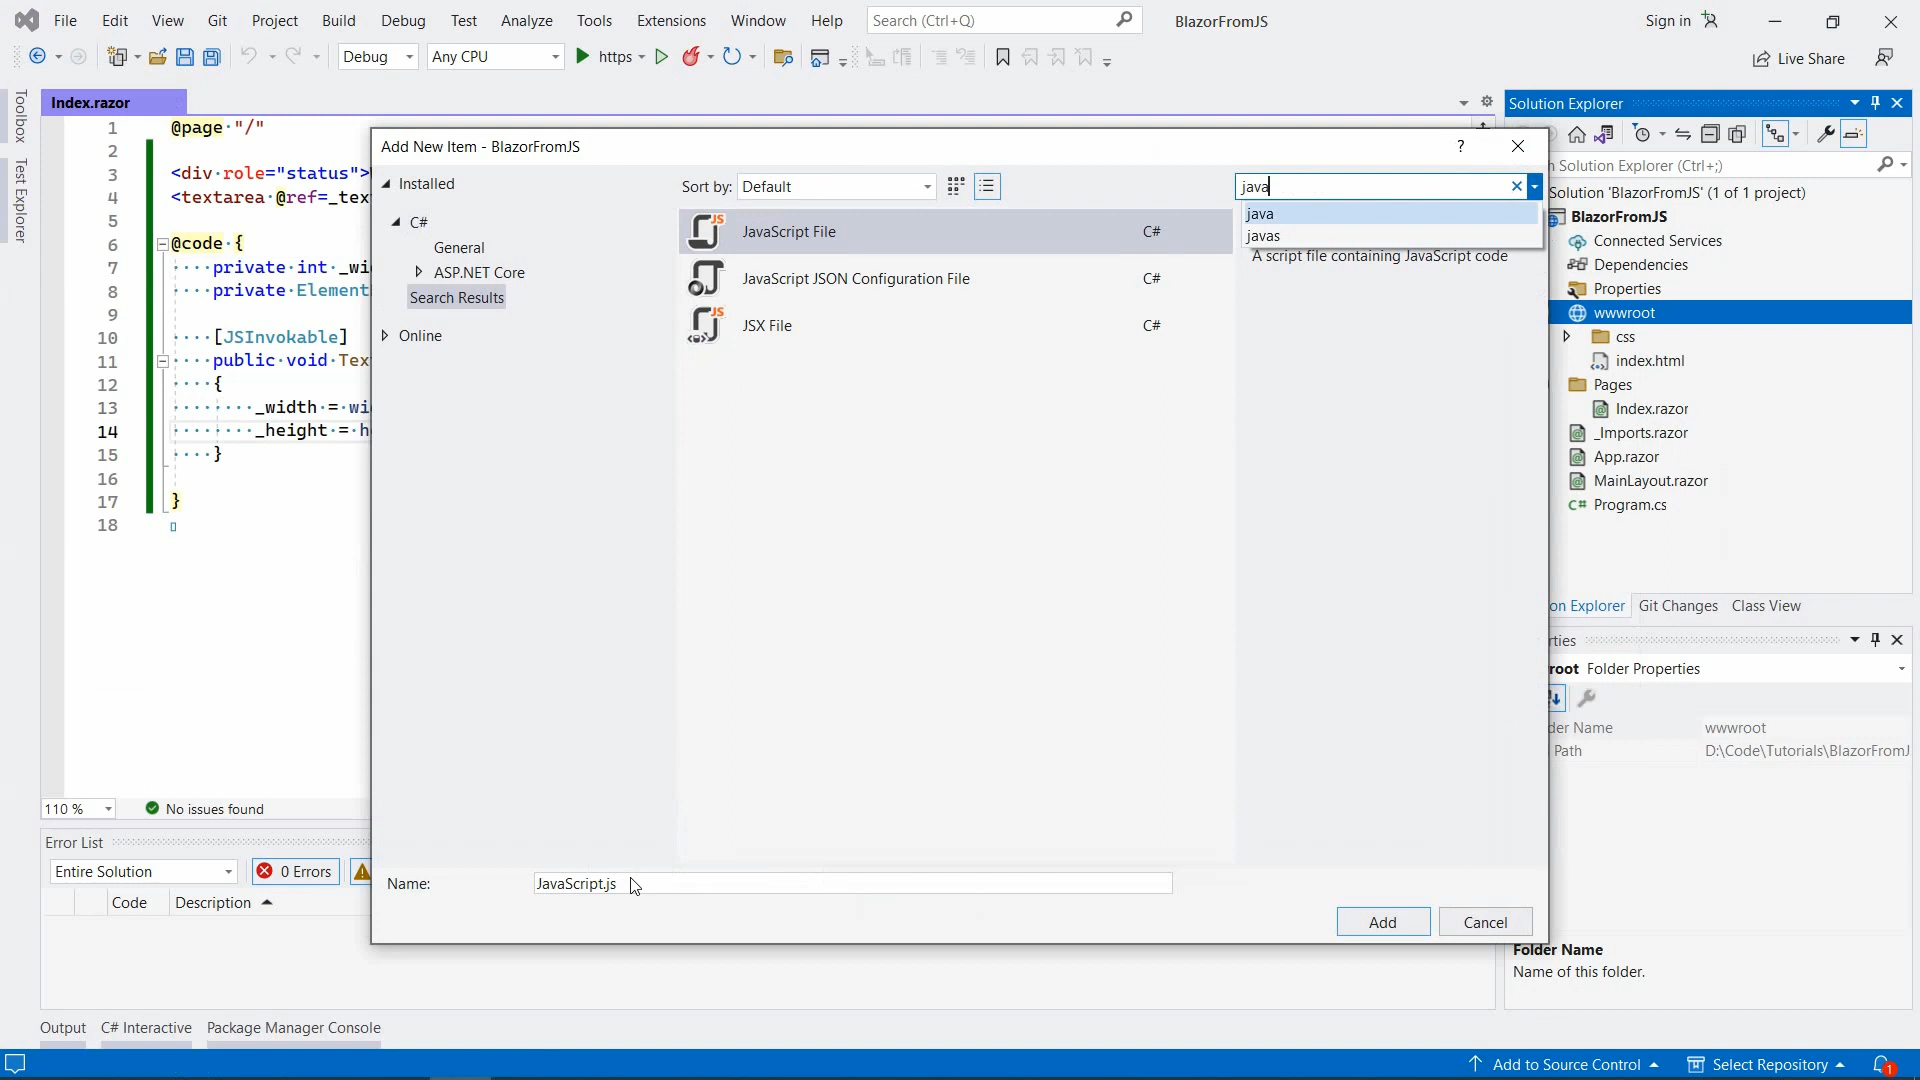 File Edit View Git Project Build Debug Test Analyze Tools Extensions Window Help Search (Ctrl+Q) BlazorFromJS Sign in
Debug Any CPU https Live Share
Toolbox
Test Explorer
Index.razor
1 @page "/"
2
3 <div role="status">
4 <textarea @ref=_tex
5
6 @code {
7 private int _wi
8 private Element
9
10 [JSInvokable]
11 public void Tex
12 {
13 _width = wi
14 _height = h
15 }
16
17 }
18
110 % No issues found
Add New Item - BlazorFromJS
?
Installed
C#
General
ASP.NET Core
Search Results
Online
Sort by: Default
JavaScript File C#
JavaScript JSON Configuration File C#
JSX File C#
java
java
javas
A script file containing JavaScript code
Name: JavaScript.js
Add Cancel
Solution Explorer
h Solution Explorer (Ctrl+;)
Solution 'BlazorFromJS' (1 of 1 project)
BlazorFromJS
Connected Services
Dependencies
Properties
wwwroot
css
index.html
Pages
Index.razor
_Imports.razor
App.razor
MainLayout.razor
C# Program.cs
on Explorer Git Changes Class View
rties
root Folder Properties
der Name wwwroot
Path D:\Code\Tutorials\BlazorFromJ
Folder Name
Name of this folder.
Error List
Entire Solution 0 Errors
Code Description
Output C# Interactive Package Manager Console
Add to Source Control Select Repository 1